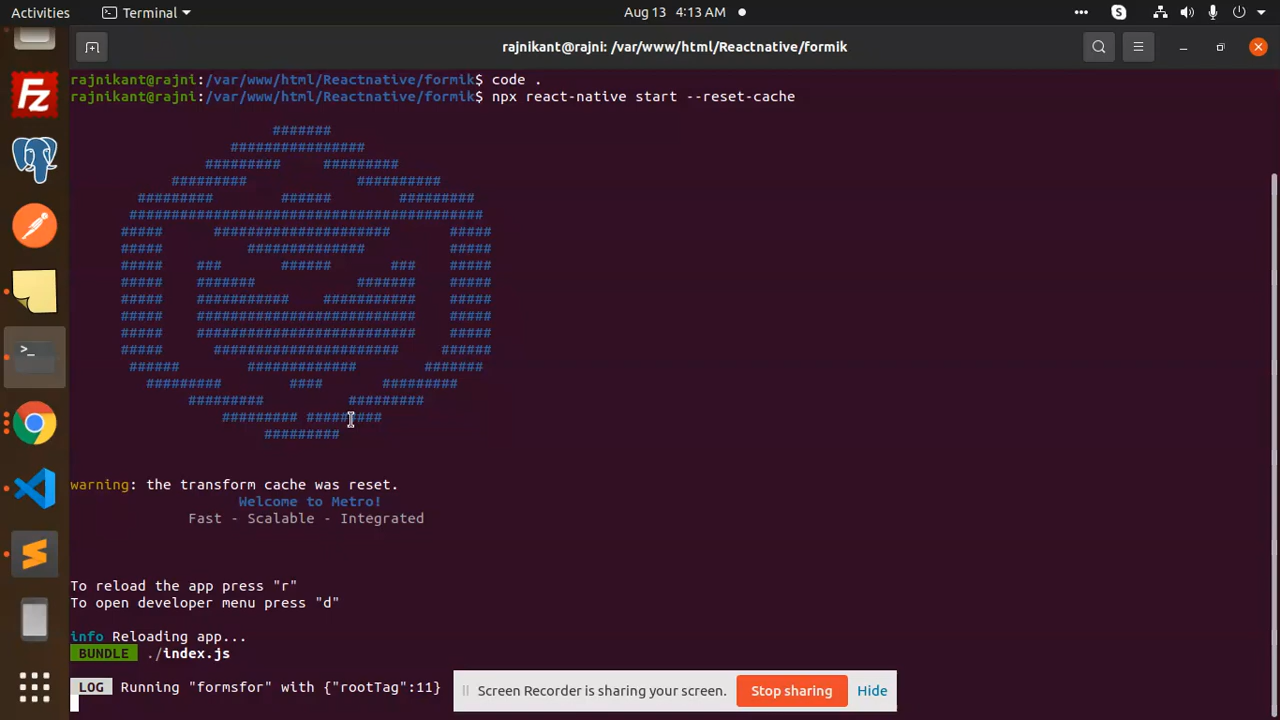 Activities
Terminal
Aug 13 4:13 AM
rajnikant@rajni: /var/www/html/Reactnative/formik
rajnikant@rajni:/var/www/html/Reactnative/formik$ code .
rajnikant@rajni:/var/www/html/Reactnative/formik$ npx react-native start --reset-cache
warning: the transform cache was reset.
Welcome to Metro!
Fast - Scalable - Integrated
To reload the app press "r"
To open developer menu press "d"
info Reloading app...
BUNDLE ./index.js
LOG Running "formsfor" with {"rootTag":11}
Screen Recorder is sharing your screen. Stop sharing Hide